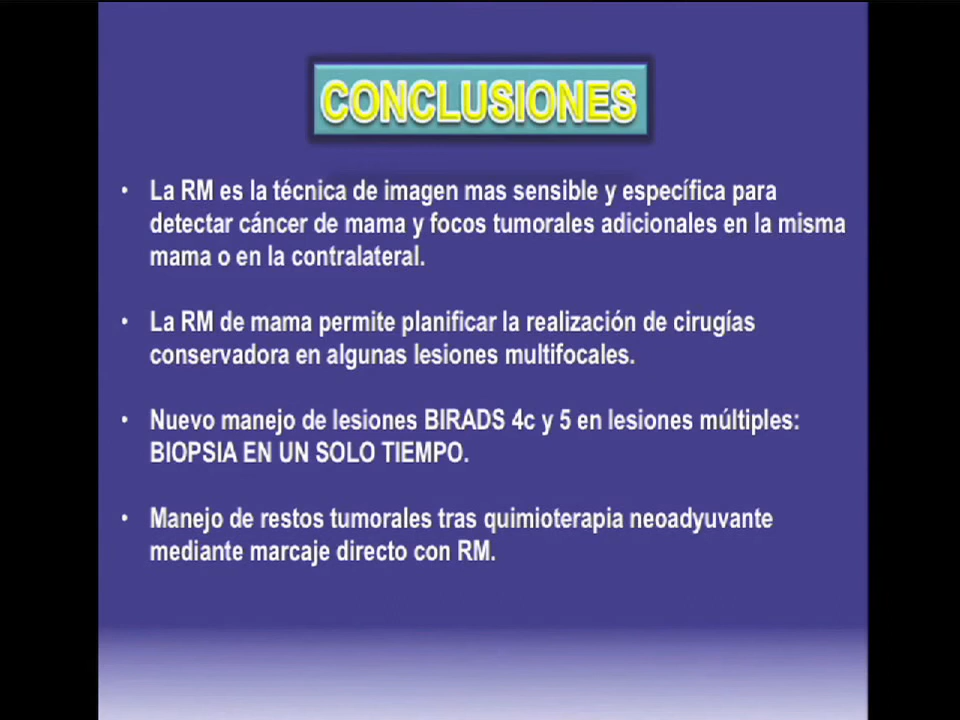 CONCLUSIONES
• La RM es la técnica de imagen mas sensible y específica para
detectar cáncer de mama y focos tumorales adicionales en la misma
mama o en la contralateral.
• La RM de mama permite planificar la realización de cirugías
conservadora en algunas lesiones multifocales.
• Nuevo manejo de lesiones BIRADS 4c y 5 en lesiones múltiples:
BIOPSIA EN UN SOLO TIEMPO.
• Manejo de restos tumorales tras quimioterapia neoadyuvante
mediante marcaje directo con RM.